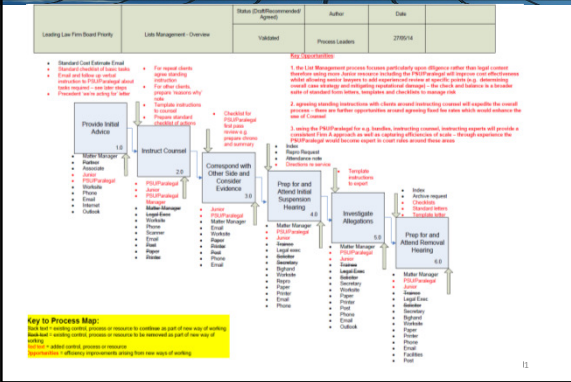 Status (Draft/Recommended/
Agreed)
Author
Date
Leading Law Firm Board Priority
Lists Management - Overview
Validated
Process Leaders
27/05/14
Standard Cost Estimate Email
Standard checklist of basic tasks
Email and follow up verbal
instruction to PSU/Paralegal about
tasks required – see later steps
Precedent 'we're acting for' letter
For repeat clients
agree standing
instruction
For other clients,
prepare 'reasons why'
note
Template instructions
to counsel
Prepare standard
checklist of actions
Key Opportunities
1. the List Management process focuses particularly upon diligence rather than legal content
therefore using more Junior resource including the PSU/Paralegal will improve cost effectiveness
whilst allowing senior lawyers to add experienced review at specific points (e.g. determining
overall case strategy and mitigating reputational damage) – the check and balance is a broader
suite of standard form letters, templates and checklists to manage risk
2. agreeing standing instructions with clients around instructing counsel will expedite the overall
process – there are further opportunities around agreeing fixed fee rates which would enhance the
use of Counsel
3. using the PSU/Paralegal for e.g. bundles, instructing counsel, instructing experts will provide a
consistent Firm A approach as well as capturing efficiencies of scale – through experience the
PSU/Paralegal would become expert to court rules around these areas
Checklist for
PSU/Paralegal
first pass
review e.g.
prepare chrons
and summary
Provide Initial
Advice
1.0
Matter Manager
Partner
Associate
Junior
PSU/Paralegal
Worksite
Phone
Email
Internet
Outlook
Instruct Counsel
2.0
PSU/Paralegal
Junior
PSU/Paralegal
Manager
Matter Manager
Legal Exec
Worksite
Phone
Scanner
Email
Post
Paper
Printer
Correspond with
Other Side and
Consider
Evidence
3.0
Junior
PSU/Paralegal
Matter Manager
Email
Worksite
Paper
Printer
Post
Phone
Email
Index
Repro Request
Attendance note
Directions to service
Prep for and
Attend Initial
Suspension
Hearing
4.0
Matter Manager
PSU/Paralegal
Junior
Trainee
Legal exec
Solicitor
Secretary
Bighand
Worksite
Repro
Paper
Printer
Email
Phone
Template
instructions
to expert
Investigate
Allegations
5.0
Matter Manager
PSU/Paralegal
Junior
Trainee
Legal Exec
Solicitor
Secretary
Worksite
Paper
Printer
Post
Phone
Email
Outlook
Index
Archive request
Checklists
Standard letters
Template letter
Prep for and
Attend Removal
Hearing
6.0
Matter Manager
PSU/Paralegal
Junior
Trainee
Legal Exec
Solicitor
Secretary
Bighand
Worksite
Paper
Printer
Phone
Email
Facilities
Post
Key to Process Map:
Black text = existing control, process or resource to continue as part of new way of working
Black text = existing control, process or resource to be removed as part of new way of
working
Red text = added control, process or resource
Opportunities = efficiency improvements arising from new ways of working